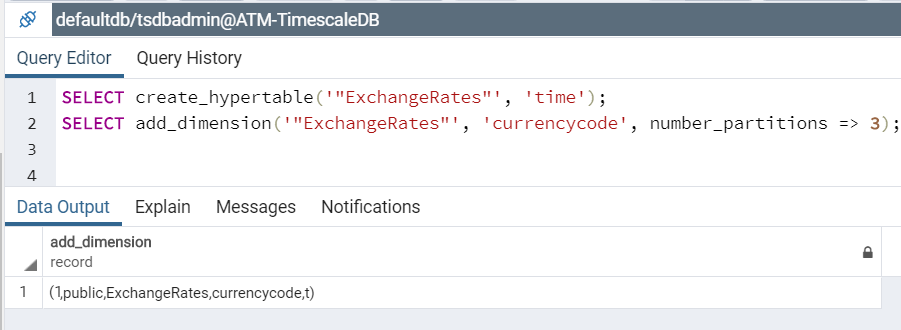 defaultdb/tsdbadmin@ATM-TimescaleDB
Query Editor Query History
1 SELECT create_hypertable('"ExchangeRates"', 'time');
2 SELECT add_dimension('"ExchangeRates"', 'currencycode', number_partitions => 3);
3
4
Data Output Explain Messages Notifications
add_dimension
record
1 (1,public,ExchangeRates,currencycode,t)